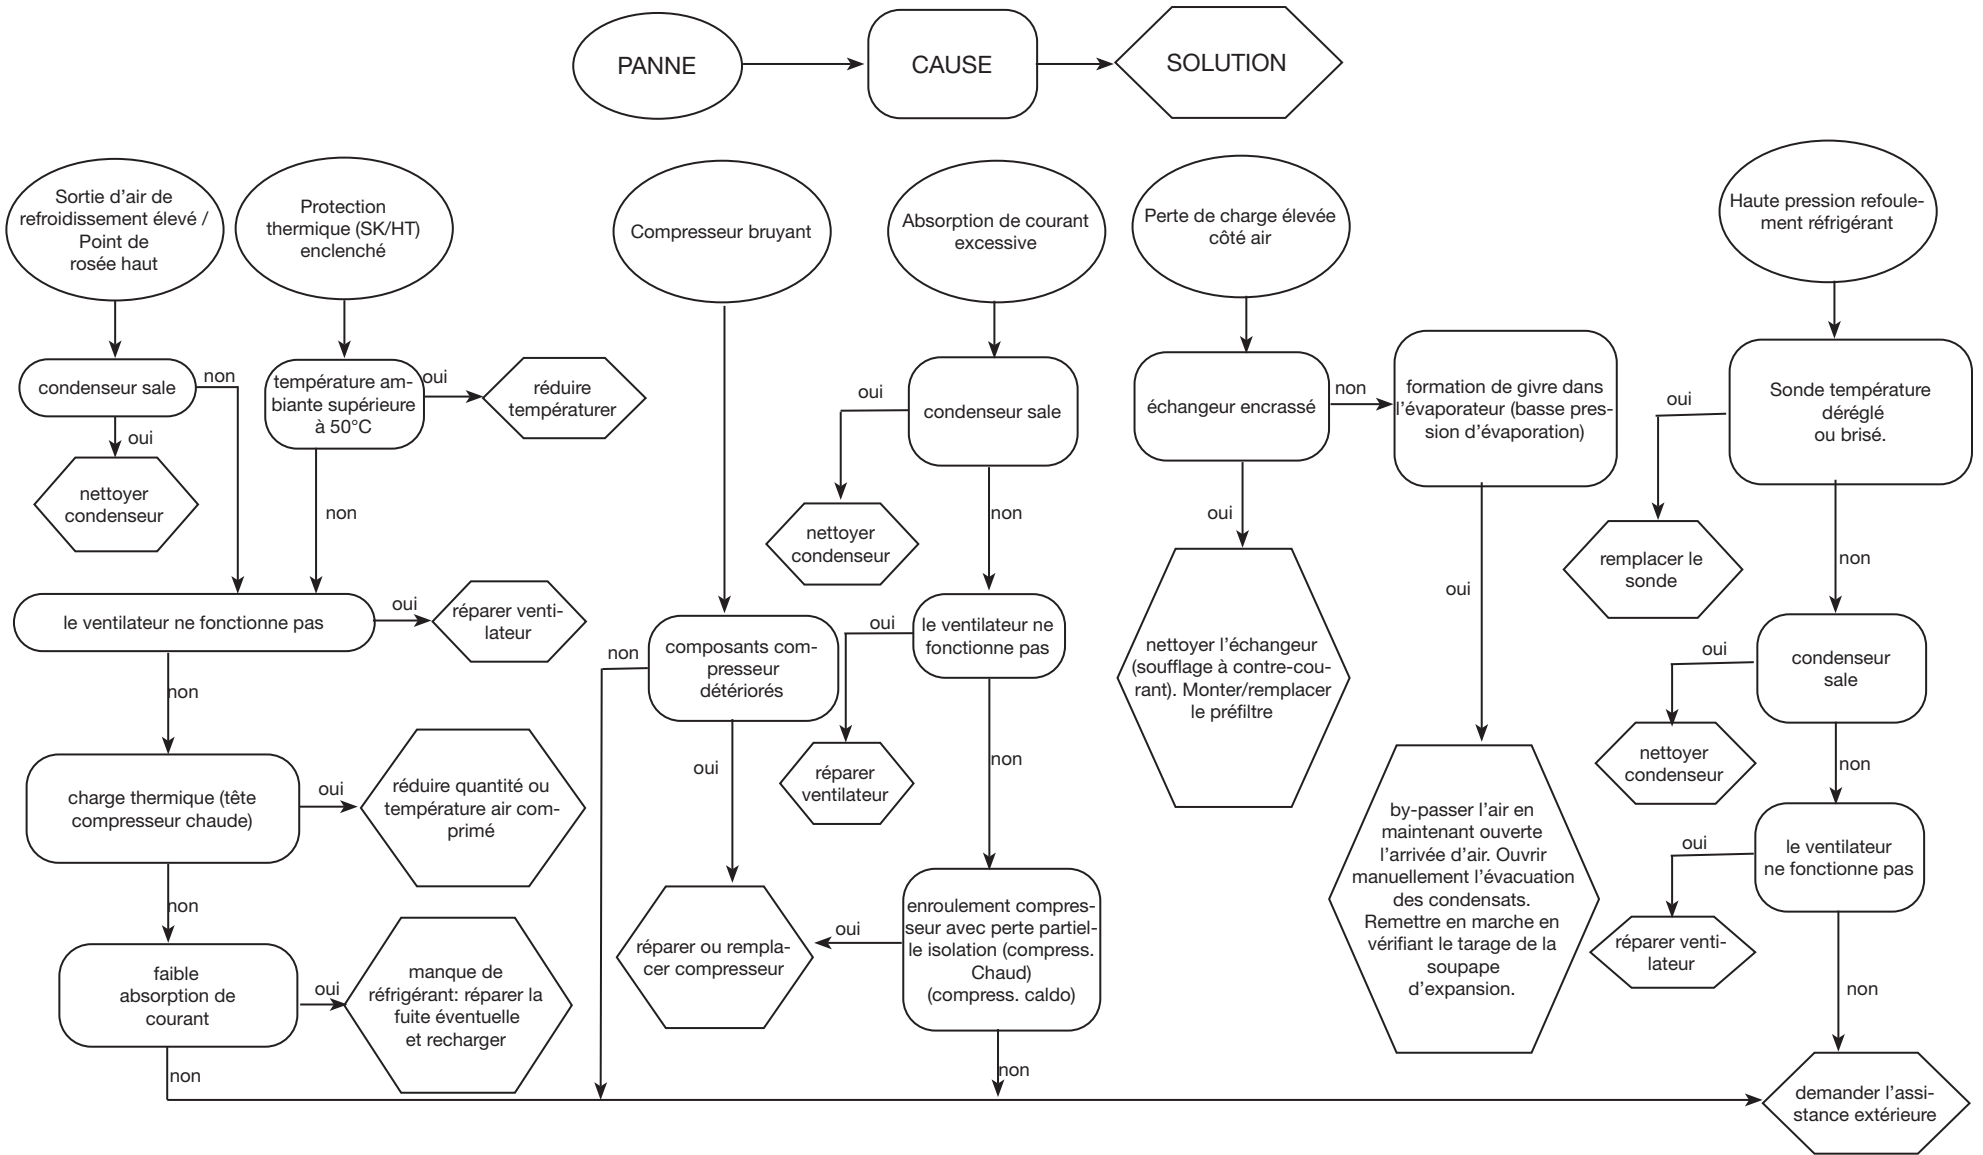 PANNE
CAUSE
SOLUTION
Sortie d'air de
refroidissement élevé /
Point de
rosée haut
Protection
thermique (SK/HT)
enclenché
Compresseur bruyant
Absorption de courant
excessive
Perte de charge élevée
côté air
Haute pression refoule-
ment réfrigérant
condenseur sale
non
oui
nettoyer
condenseur
température am-
biante supérieure
à 50°C
oui
réduire
températurer
non
le ventilateur ne fonctionne pas
oui
réparer venti-
lateur
non
charge thermique (tête
compresseur chaude)
oui
réduire quantité ou
température air com-
primé
non
faible
absorption de
courant
oui
manque de
réfrigérant: réparer la
fuite éventuelle
et recharger
non
composants com-
presseur
détériorés
non
oui
réparer ou rempla-
cer compresseur
condenseur sale
oui
nettoyer
condenseur
non
le ventilateur ne
fonctionne pas
oui
réparer
ventilateur
non
enroulement compres-
seur avec perte partiel-
le isolation (compress.
Chaud)
(compress. caldo)
oui
non
échangeur encrassé
non
oui
nettoyer l'échangeur
(soufflage à contre-cou-
rant). Monter/remplacer
le préfiltre
formation de givre dans
l'évaporateur (basse pres-
sion d'évaporation)
oui
by-passer l'air en
maintenant ouverte
l'arrivée d'air. Ouvrir
manuellement l'évacuation
des condensats.
Remettre en marche en
vérifiant le tarage de la
soupape
d'expansion.
Sonde température
déréglé
ou brisé.
oui
remplacer le
sonde
non
condenseur
sale
oui
nettoyer
condenseur
non
le ventilateur
ne fonctionne pas
oui
réparer venti-
lateur
non
demander l'assi-
stance extérieure